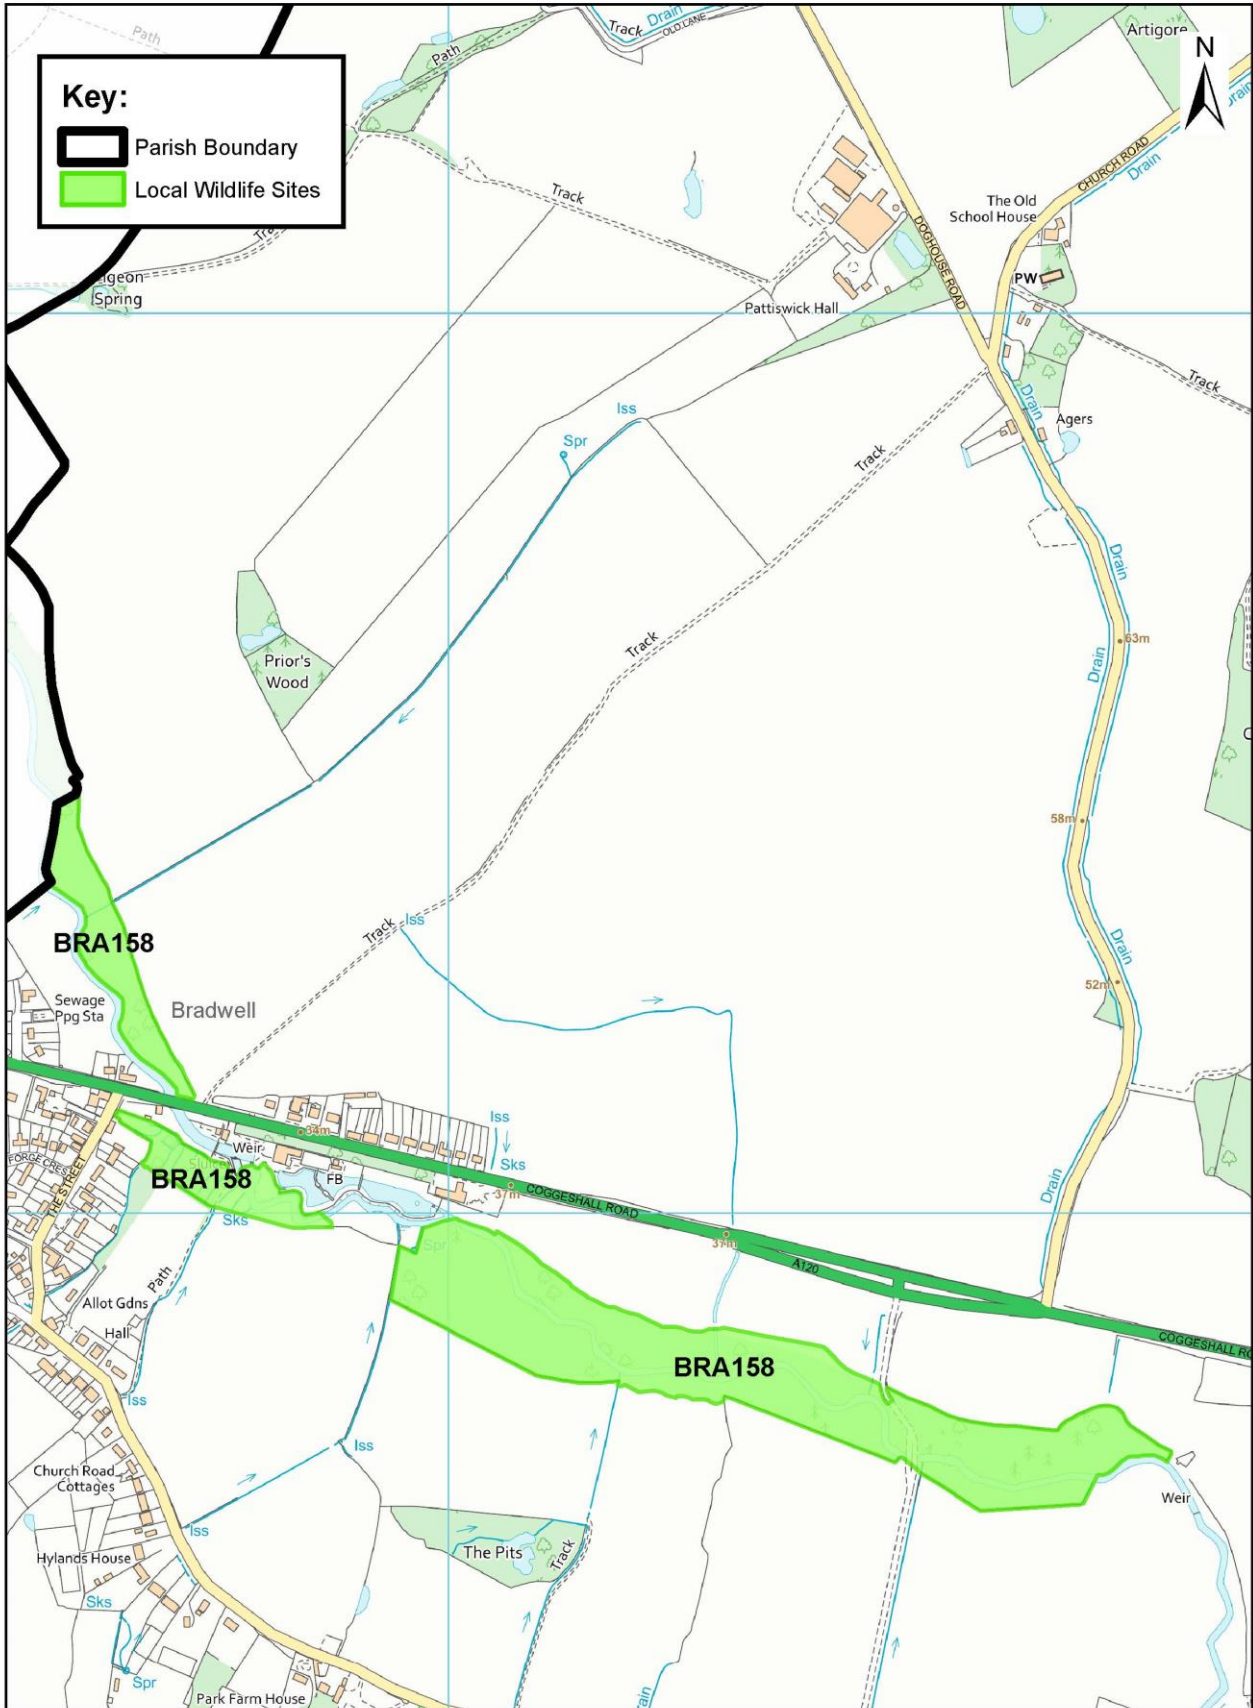 Path
Drain
Track
OLD LANE
Artigore
N
Path
Key:
Parish Boundary
Local Wildlife Sites
Drain
CHURCH ROAD
Drain
Track
The Old
School House
DOGHOUSE ROAD
PW
Spring
Pattiswick Hall
Track
Iss
Drain
Agers
Spr
Track
Drain
Track
63m
Drain
Prior's
Wood
58m
Iss
Track
BRA158
Drain
52m
Sewage
Ppg Sta
Bradwell
Iss
34m
Weir
FORGE CRES
THE STREET
BRA158
FB
Sks
37m
COGGESHALL ROAD
Drain
Sks
Spr
37m
A120
Path
Allot Gdns
Hall
COGGESHALL RO
BRA158
Iss
Iss
Church Road
Cottages
Weir
Iss
The Pits
Track
Hylands House
Sks
Spr
Park Farm House